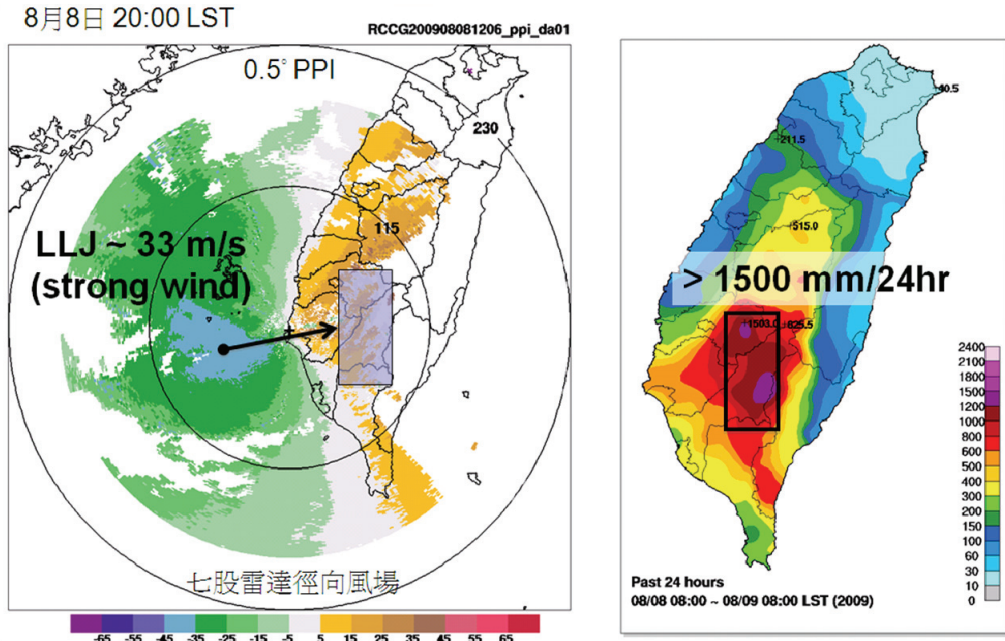 8月8日 20:00 LST
RCCG200908081206_ppi_da01
0.5° PPI
230
115
LLJ ~ 33 m/s
(strong wind)
七股雷達徑向風場
-65 -55 -45 -35 -25 -15 -5 5 15 25 35 45 55 65
40.5
+211.5
+515.0
> 1500 mm/24hr
+1503.0
+825.5
2400
2100
1800
1500
1200
1000
800
600
500
400
300
200
150
100
60
30
10
0
Past 24 hours
08/08 08:00 ~ 08/09 08:00 LST (2009)